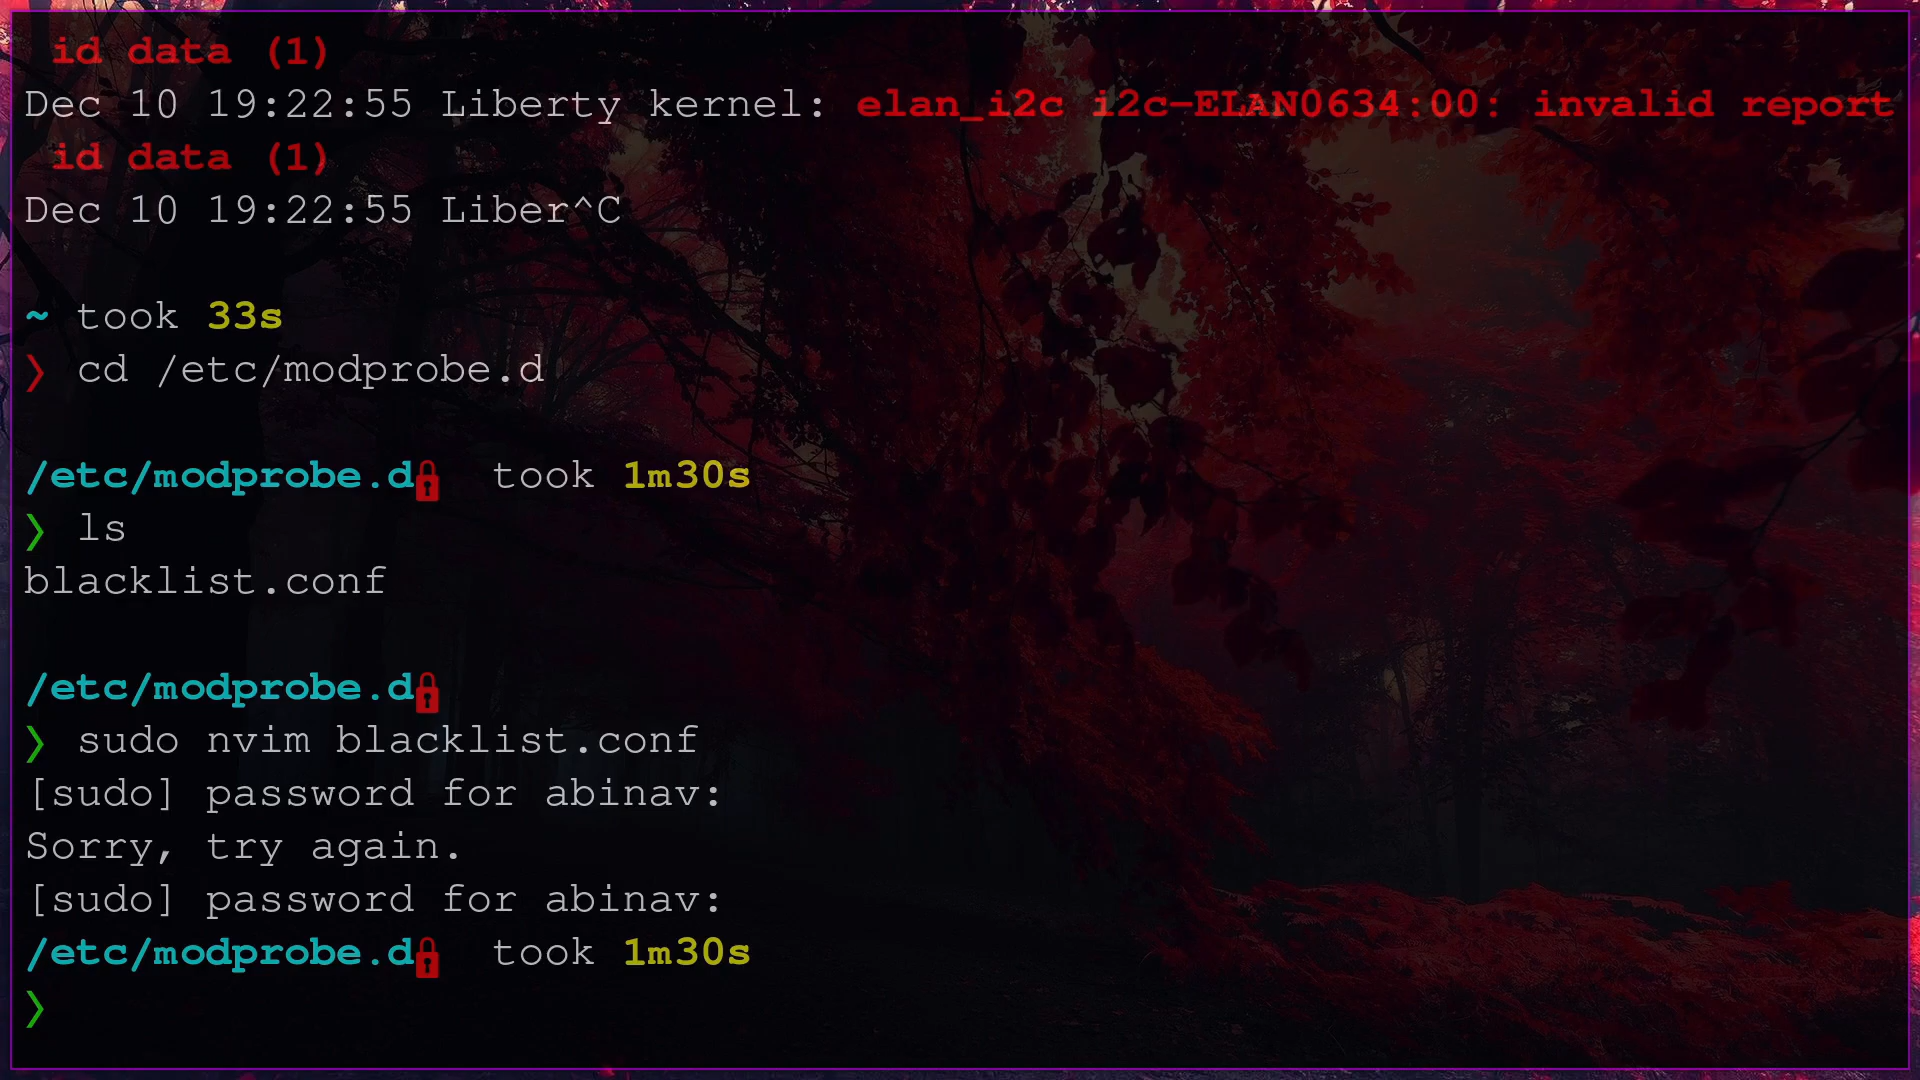 id data (1)
Dec 10 19:22:55 Liberty kernel: elan_i2c i2c-ELAN0634:00: invalid report
id data (1)
Dec 10 19:22:55 Liber^C
~ took 33s
❯ cd /etc/modprobe.d
/etc/modprobe.d took 1m30s
❯ ls
blacklist.conf
/etc/modprobe.d
❯ sudo nvim blacklist.conf
[sudo] password for abinav:
Sorry, try again.
[sudo] password for abinav:
/etc/modprobe.d took 1m30s
❯